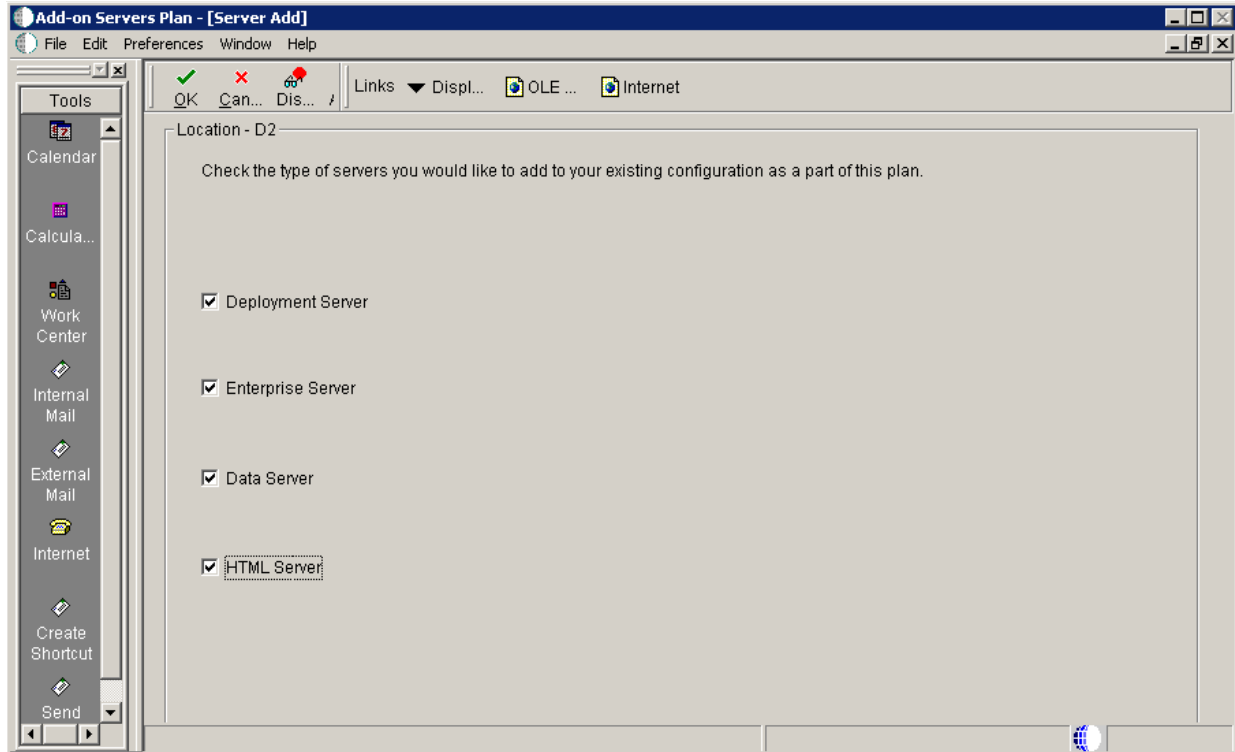 Add-on Servers Plan - [Server Add]
File Edit Preferences Window Help
Tools
OK Can... Dis... Links Displ... OLE ... Internet
Calendar
Calcula...
Work
Center
Internal
Mail
External
Mail
Internet
Create
Shortcut
Send
Location - D2
Check the type of servers you would like to add to your existing configuration as a part of this plan.
Deployment Server
Enterprise Server
Data Server
HTML Server